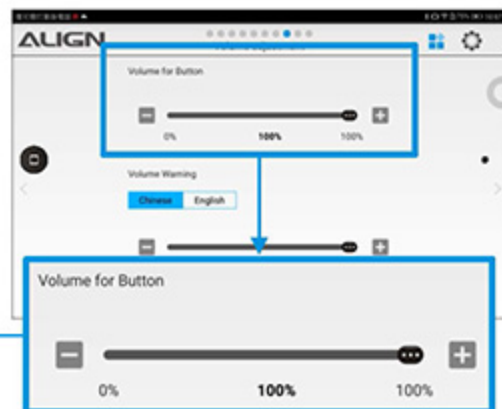 ALIGN
Volume for Button
0% 100% 100%
Volume Warning
Chinese English
Volume for Button
0% 100% 100%